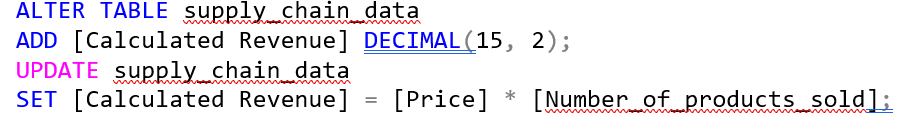 ALTER TABLE supply_chain_data
ADD [Calculated Revenue] DECIMAL(15, 2);
UPDATE supply_chain_data
SET [Calculated Revenue] = [Price] * [Number_of_products_sold];